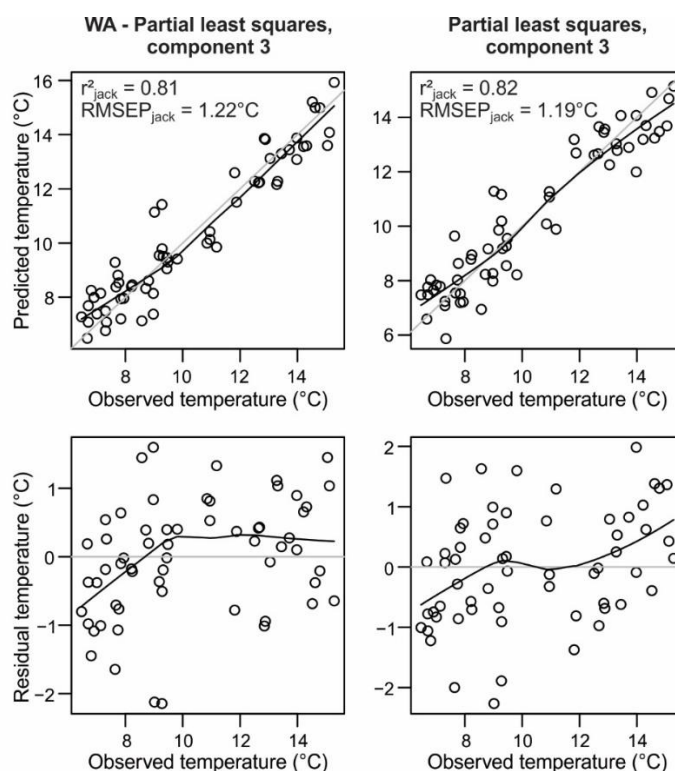 WA - Partial least squares,
component 3
r²jack = 0.81
RMSEPjack = 1.22°C
Predicted temperature (°C)
16
14
12
10
8
8 10 12 14
Observed temperature (°C)
Partial least squares,
component 3
r²jack = 0.82
RMSEPjack = 1.19°C
14
12
10
8
6
8 10 12 14
Observed temperature (°C)
Residual temperature (°C)
1
0
−1
−2
8 10 12 14
Observed temperature (°C)
2
1
0
−1
−2
8 10 12 14
Observed temperature (°C)